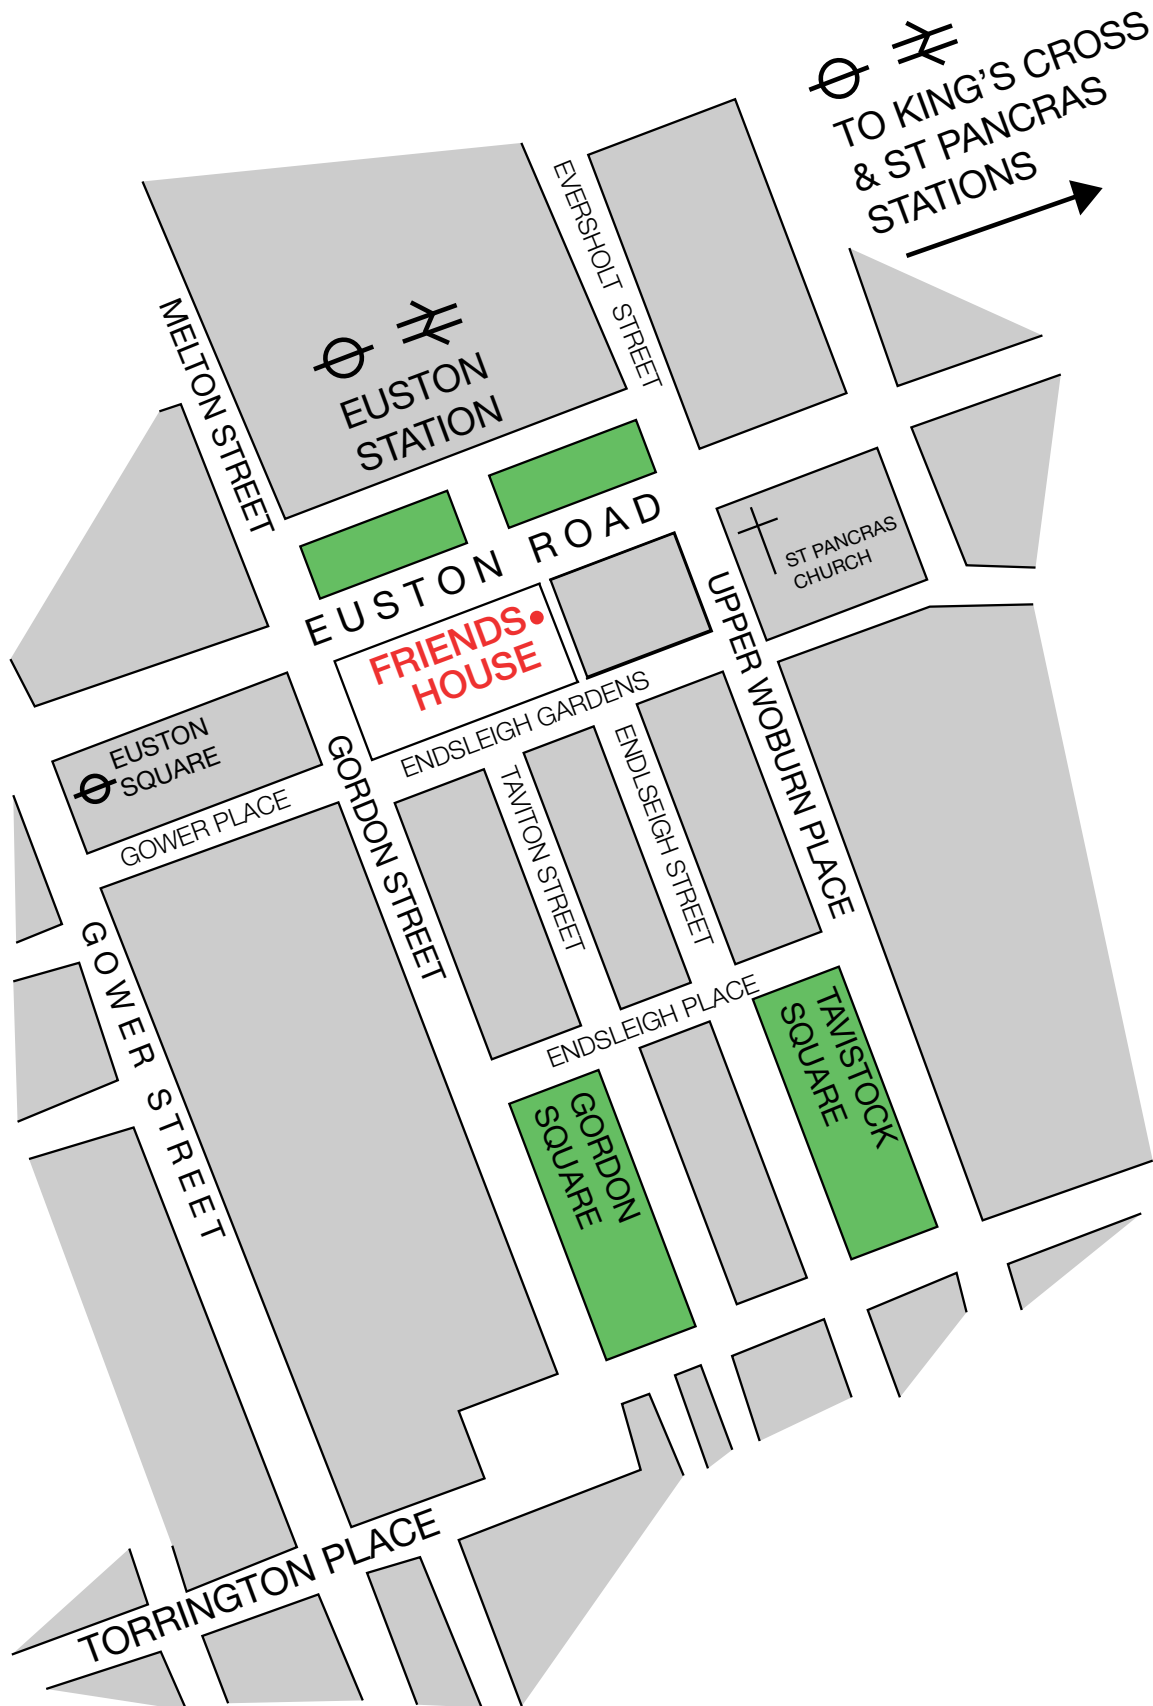 TO KING'S CROSS
& ST PANCRAS
STATIONS
EVERSHOLT STREET
MELTON STREET
EUSTON
STATION
EUSTON ROAD
ST PANCRAS
CHURCH
FRIENDS
HOUSE
UPPER WOBURN PLACE
ENDSLEIGH GARDENS
EUSTON
SQUARE
GOWER PLACE
GORDON STREET
TAVITON STREET
ENDLSEIGH STREET
GOWER STREET
ENDSLEIGH PLACE
TAVISTOCK
SQUARE
GORDON
SQUARE
TORRINGTON PLACE